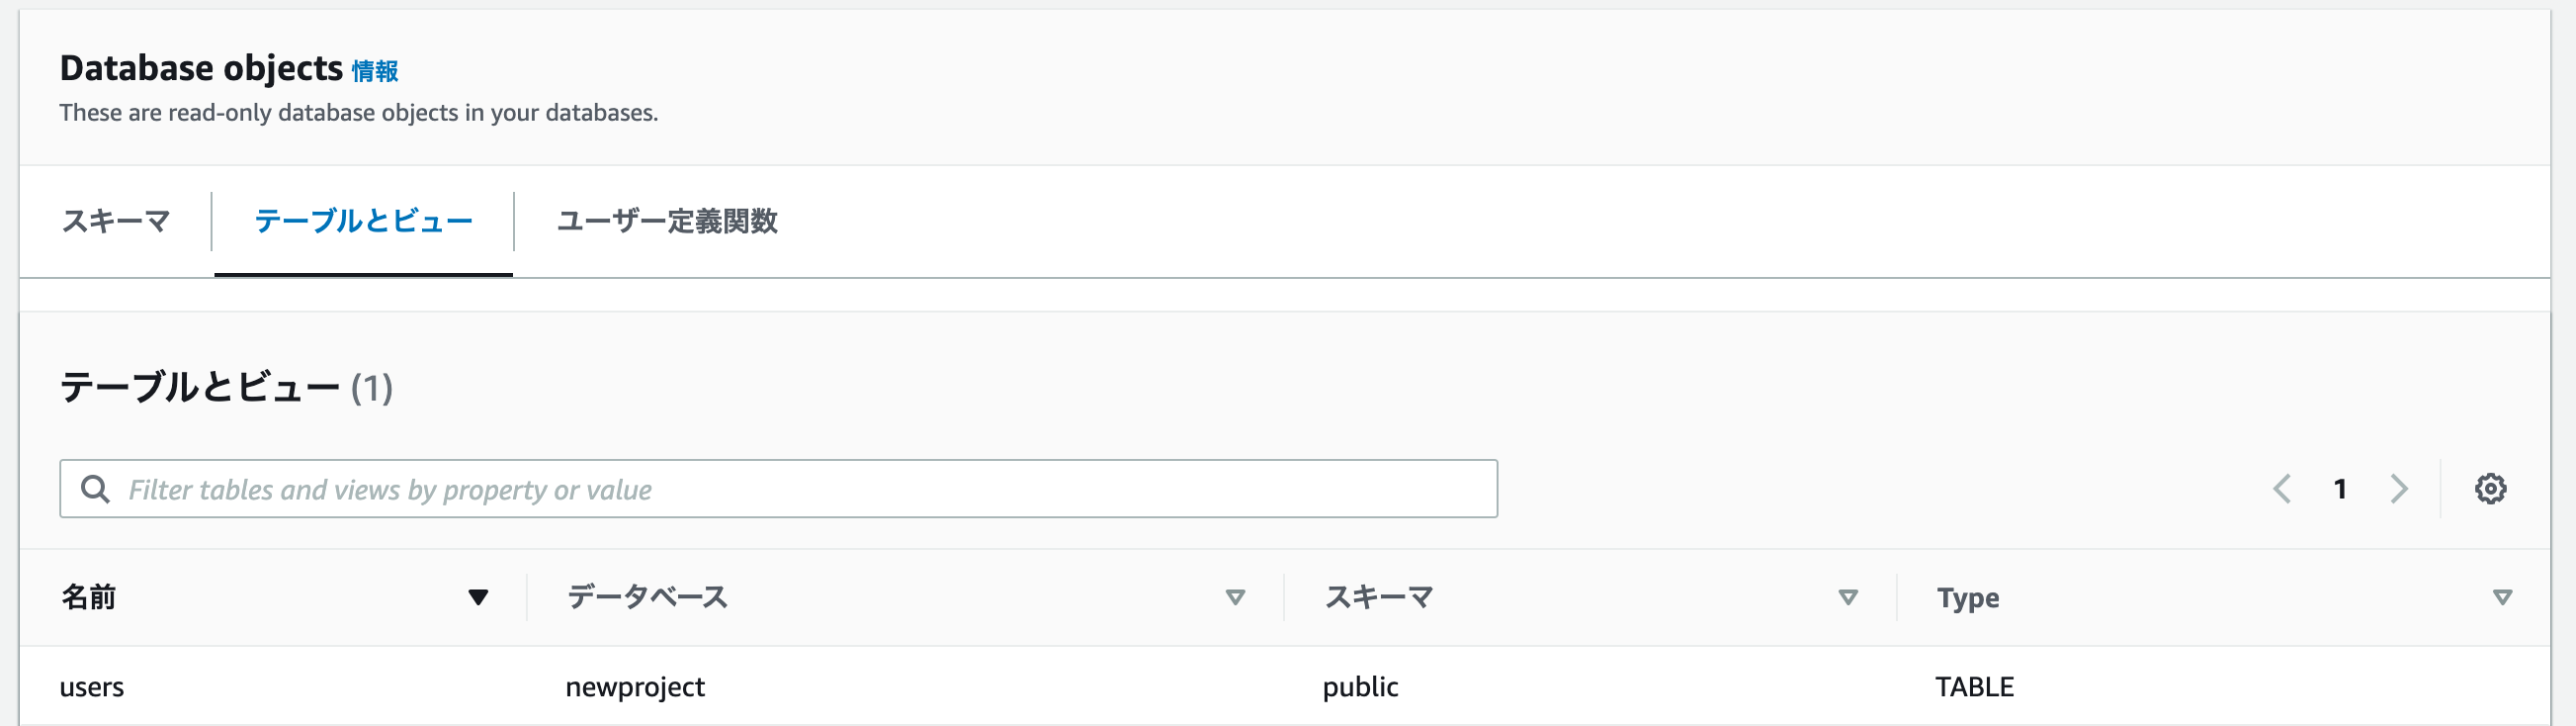 Database objects 情報
These are read-only database objects in your databases.
スキーマ テーブルとビュー ユーザー定義関数
テーブルとビュー (1)
Filter tables and views by property or value 1
名前 データベース スキーマ Type
users newproject public TABLE